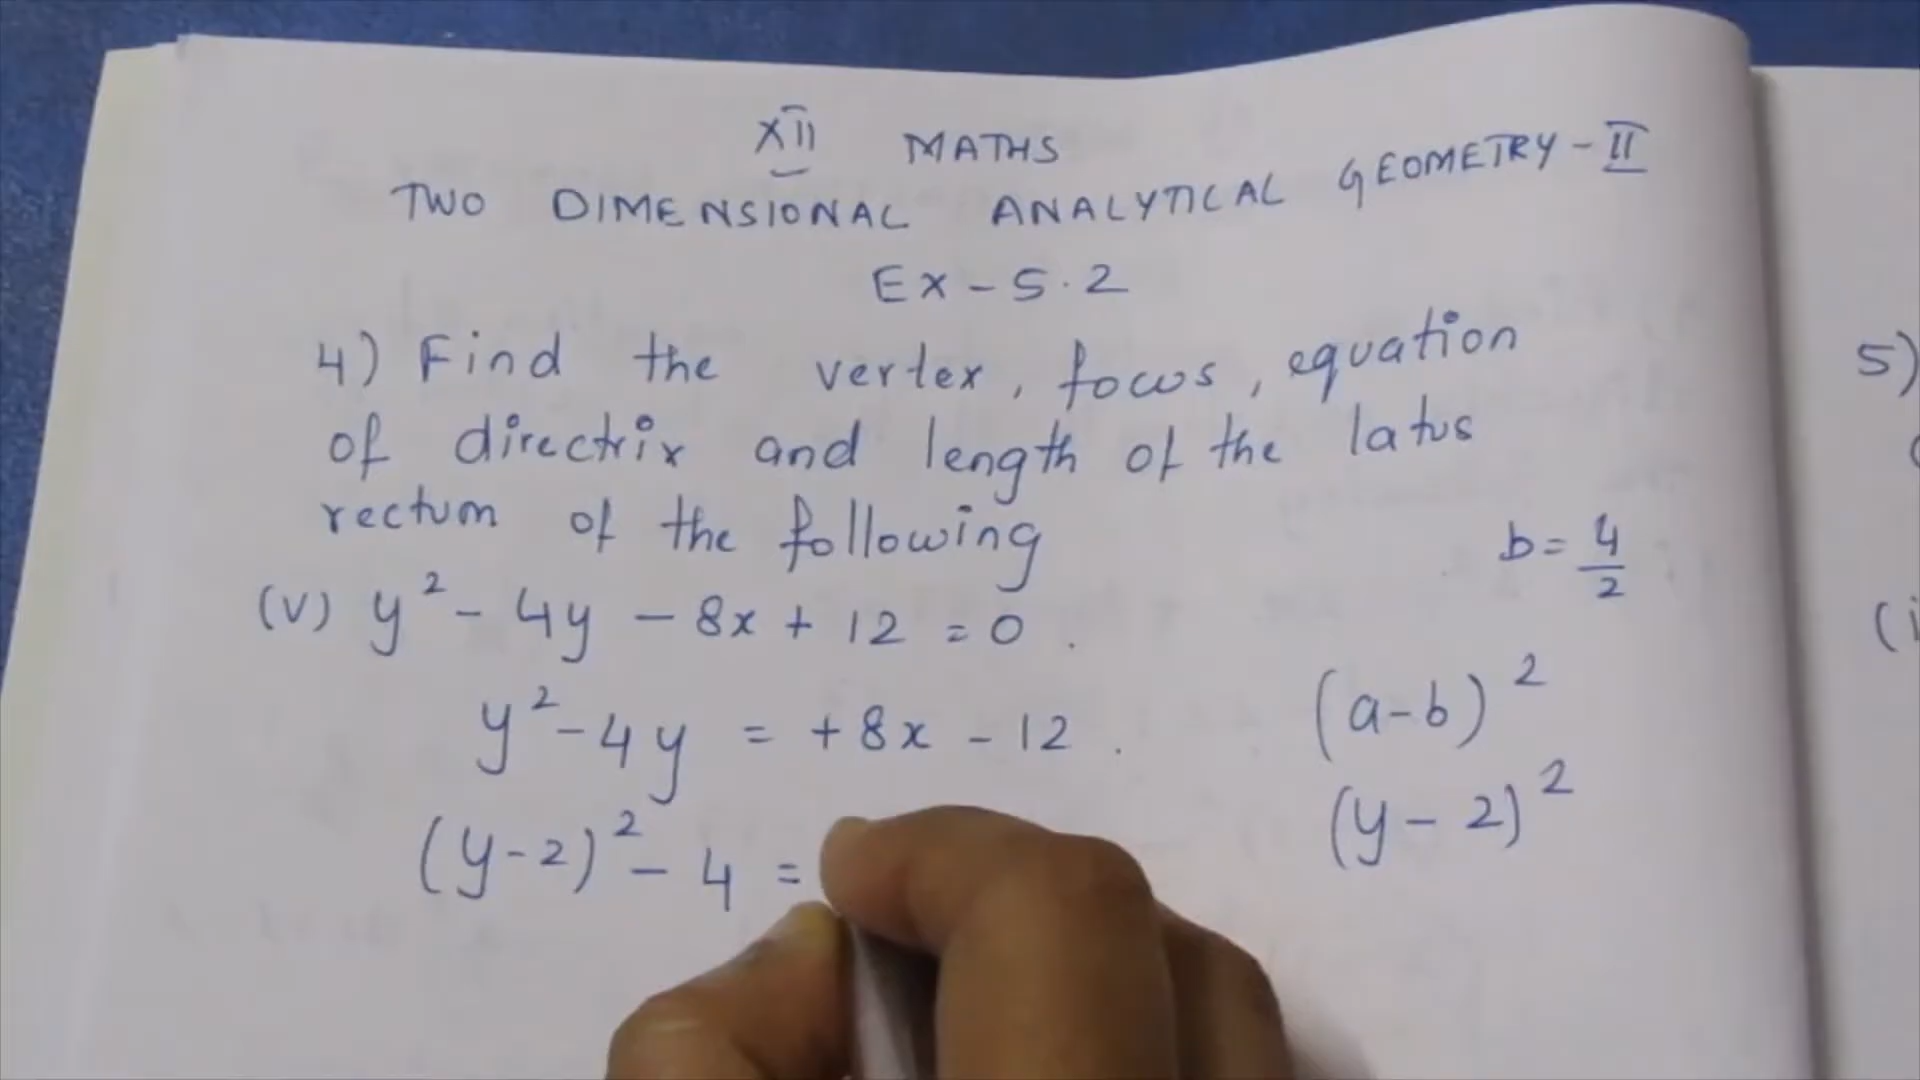 XII MATHS
TWO DIMENSIONAL ANALYTICAL GEOMETRY - II
EX - 5.2
4) Find the vertex, focus, equation
of directrix and length of the latus
rectum of the following
(V) y² - 4y - 8x + 12 = 0.
y² - 4y = +8x - 12.
(y-2)² - 4 =
b = 4/2
(a-b)²
(y - 2)²
5)
(i